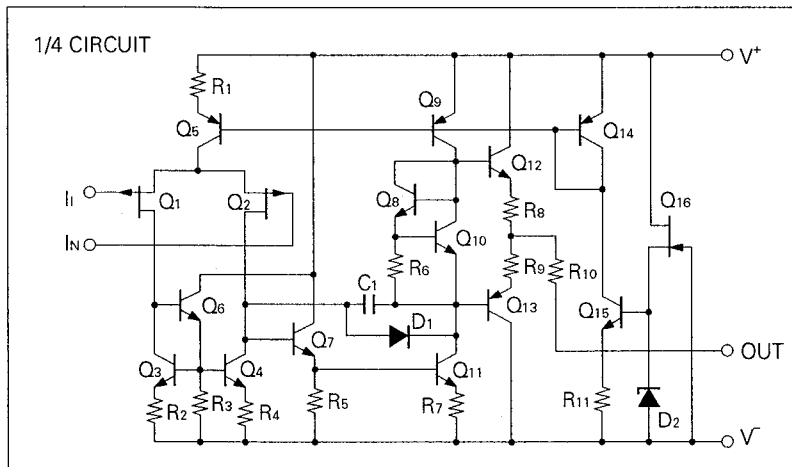 1/4 CIRCUIT
V+
R1
Q9
Q5
Q14
Q12
Q16
II
Q1
Q2
Q8
R8
IN
Q10
R6
R9
R10
C1
Q6
Q13
Q15
D1
Q7
OUT
Q3
Q4
Q11
R2
R3
R4
R5
R7
R11
D2
V-